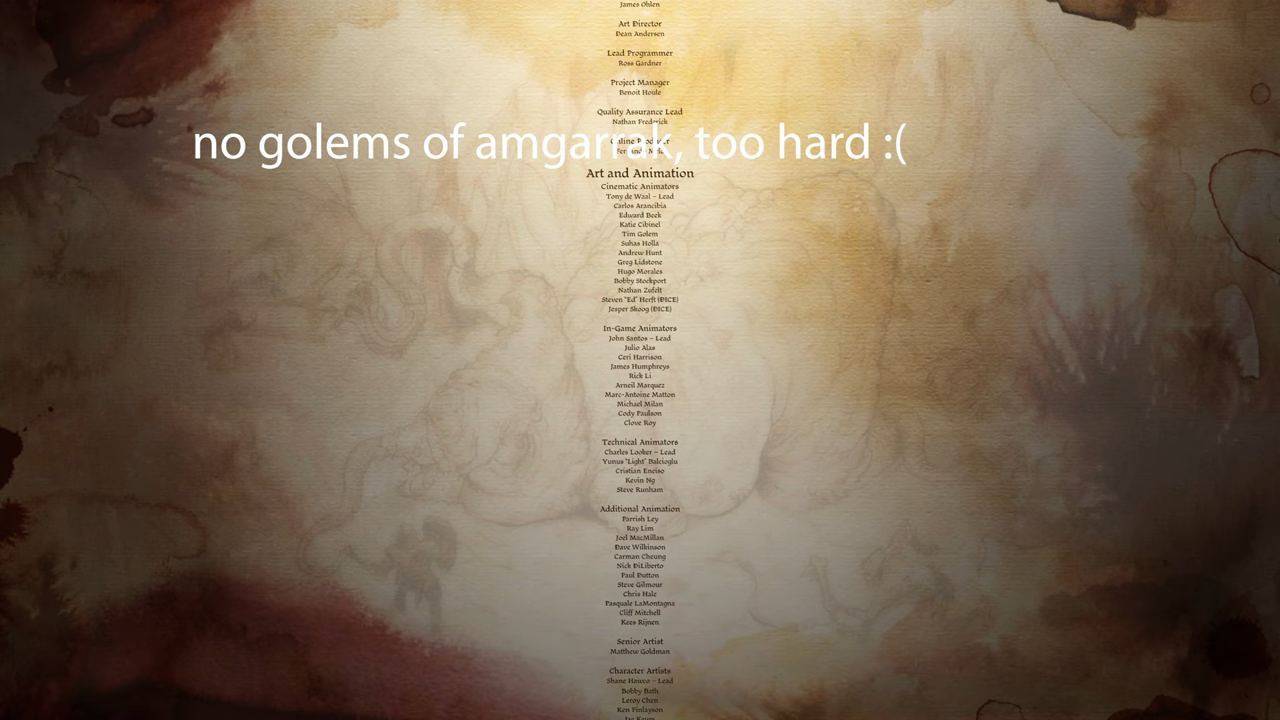 James Ohlen
Art Director
Dean Andersen
Lead Programmer
Ross Gardner
Project Manager
Benoit Houle
Quality Assurance Lead
Nathan Frederick
no golems of amgarrak, too hard :(
Online Producer
Art and Animation
Cinematic Animators
Tony de Waal – Lead
Carlos Arancibia
Edward Beek
Katie Cibinel
Tim Golem
Suhas Holla
Andrew Hunt
Greg Lidstone
Hugo Morales
Bobby Stockport
Nathan Zufelt
Steven "Ed" Herft (DICE)
Jesper Skoog (DICE)
In-Game Animators
John Santos – Lead
Julio Alas
Ceri Harrison
James Humphreys
Rick Li
Arneil Marquez
Marc-Antoine Matton
Michael Milan
Cody Paulson
Clove Roy
Technical Animators
Charles Looker – Lead
Yunus "Light" Balcioglu
Cristian Enciso
Kevin Ng
Steve Runham
Additional Animation
Parrish Ley
Ray Lim
Joel MacMillan
Dave Wilkinson
Carman Cheung
Nick DiLiberto
Paul Dutton
Steve Gilmour
Chris Hale
Pasquale LaMontagna
Cliff Mitchell
Kees Rijnen
Senior Artist
Matthew Goldman
Character Artists
Shane Hawco – Lead
Bobby Bath
Leroy Chen
Ken Finlayson